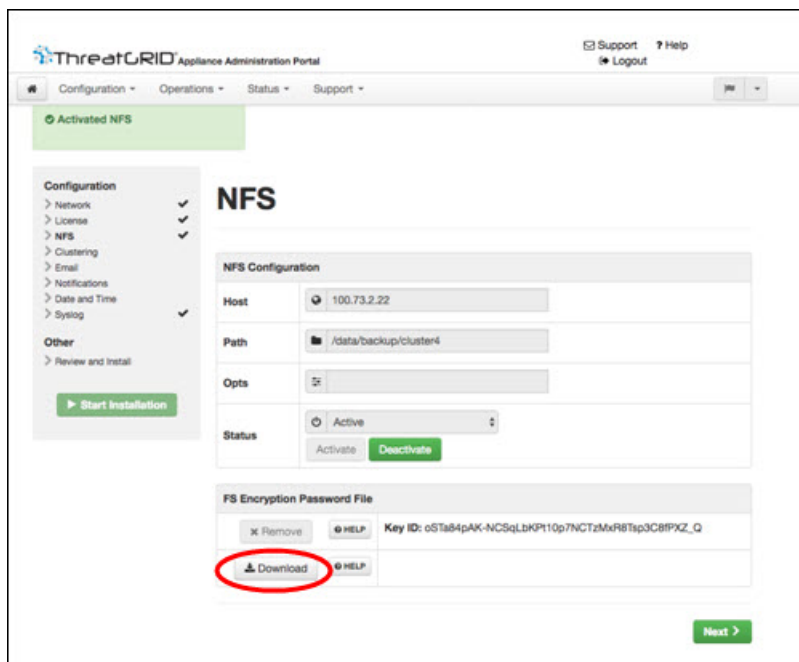 Support ? Help
ThreatGRID Appliance Administration Portal
Logout
Configuration Operations Status Support
Activated NFS
Configuration
Network
License
NFS
Clustering
Email
Notifications
Date and Time
Syslog
Other
Review and Install
Start Installation
NFS
NFS Configuration
Host 100.73.2.22
Path /data/backup/cluster4
Opts
Status Active
Activate Deactivate
FS Encryption Password File
Remove HELP Key ID: oSTa84pAK-NCSqLbKPt10p7NCTzMxR8Tsp3C8fPXZ_Q
Download HELP
Next